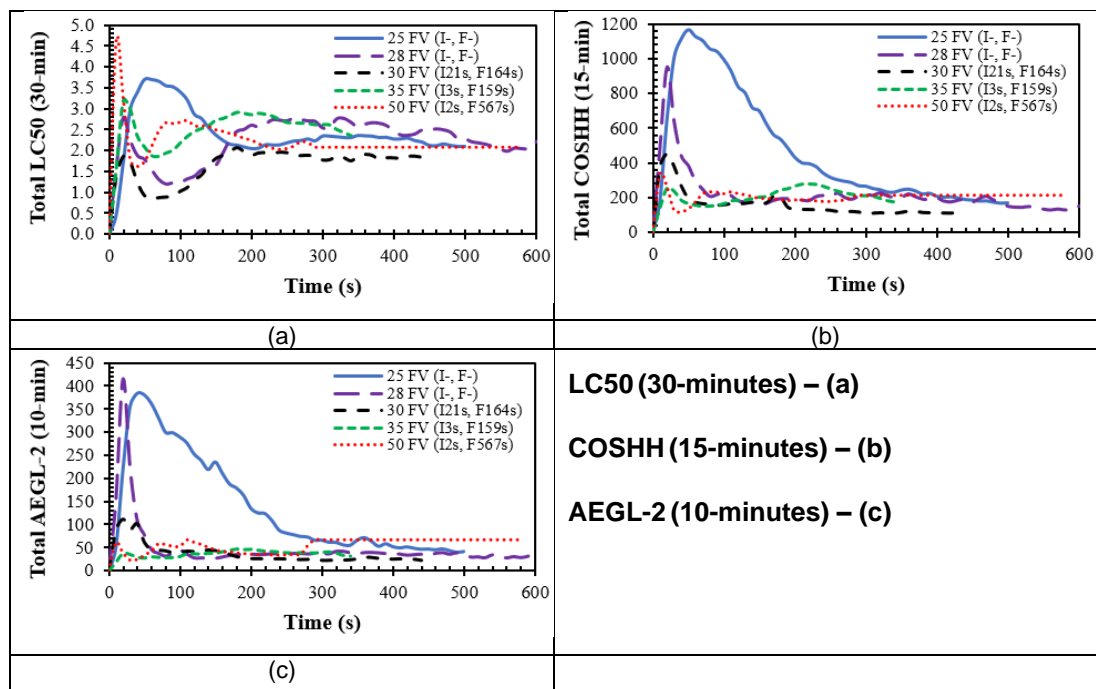 Total LC50 (30-min)
5.0
4.5
4.0
3.5
3.0
2.5
2.0
1.5
1.0
0.5
0.0
25 FV (I-, F-)
28 FV (I-, F-)
30 FV (I21s, F164s)
35 FV (I3s, F159s)
50 FV (I2s, F567s)
0 100 200 300 400 500 600
Time (s)
(a)
Total COSHH (15-min)
1200
1000
800
600
400
200
0
25 FV (I-, F-)
28 FV (I-, F-)
30 FV (I21s, F164s)
35 FV (I3s, F159s)
50 FV (I2s, F567s)
0 100 200 300 400 500 600
Time (s)
(b)
Total AEGL-2 (10-min)
450
400
350
300
250
200
150
100
50
0
25 FV (I-, F-)
28 FV (I-, F-)
30 FV (I21s, F164s)
35 FV (I3s, F159s)
50 FV (I2s, F567s)
0 100 200 300 400 500 600
Time (s)
(c)
LC50 (30-minutes) – (a)
COSHH (15-minutes) – (b)
AEGL-2 (10-minutes) – (c)